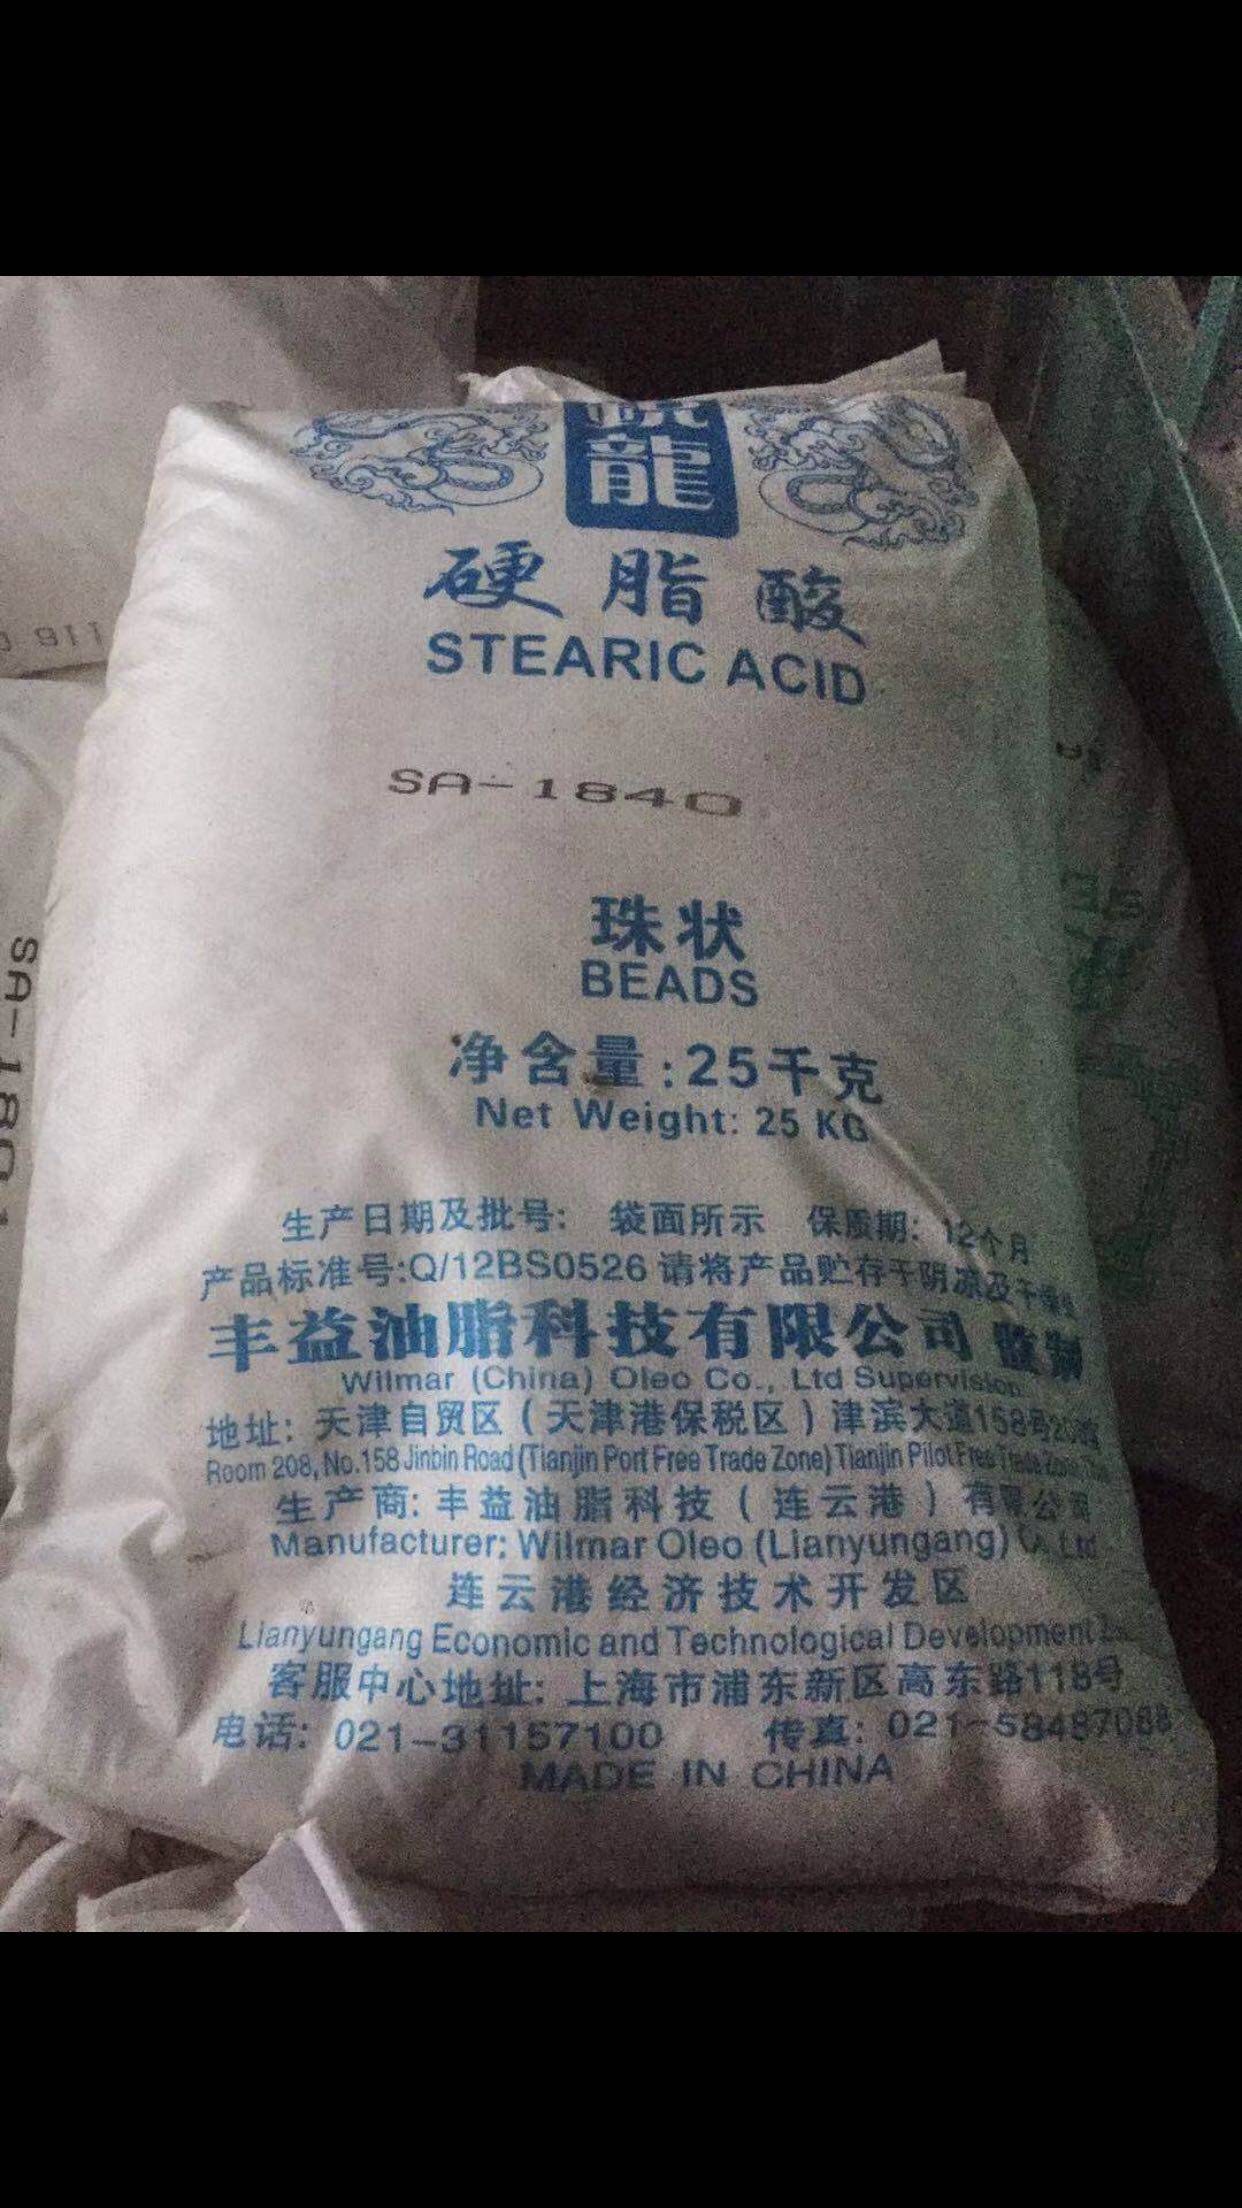 龍
硬脂酸
STEARIC ACID
SA-1840
珠状
BEADS
净含量:25千克
Net Weight: 25 KG
生产日期及批号: 袋面所示 保质期: 12个月
产品标准号:Q/12BS0526 请将产品贮存于阴凉及干燥处
丰益油脂科技有限公司 监制
Wilmar (China) Oleo Co., Ltd Supervision
地址: 天津自贸区(天津港保税区)津滨大道158号
Room 208, No.158 Jinbin Road (Tianjin Port Free Trade Zone) Tianjin Pilot Free Trade Zone
生产商: 丰益油脂科技(连云港)有限公司
Manufacturer: Wilmar Oleo (Lianyungang) Co., Ltd
连云港经济技术开发区
Lianyungang Economic and Technological Development
客服中心地址: 上海市浦东新区高东路118号
电话: 021-31157100 传真: 021-58487068
MADE IN CHINA
SA-1801